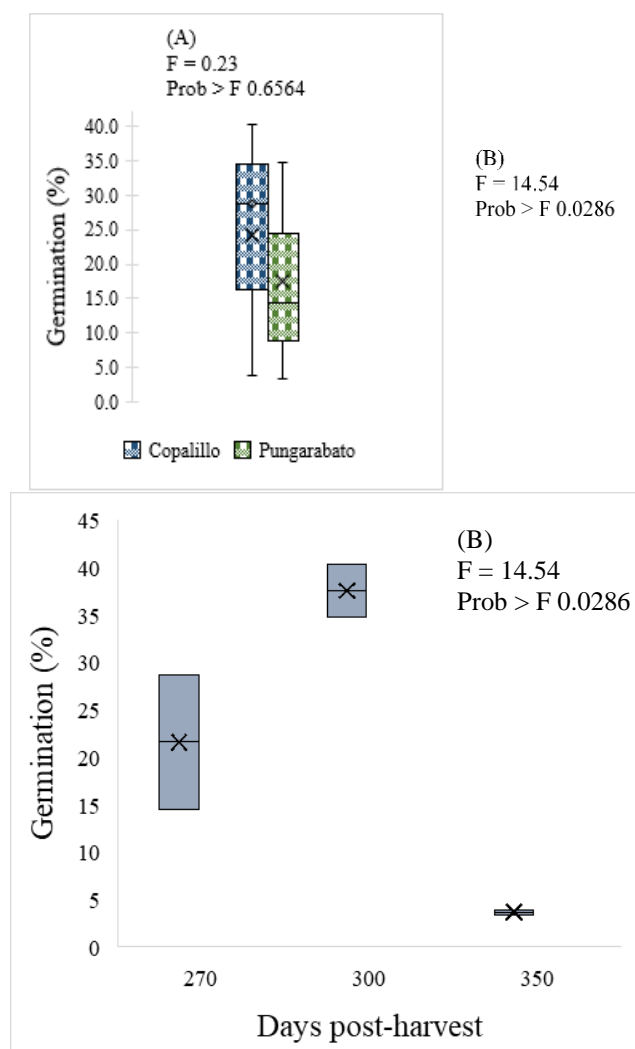 (A)
F = 0.23
Prob > F 0.6564
40.0
35.0
30.0
25.0
20.0
15.0
10.0
5.0
0.0
Germination (%)
Copalillo Pungarabato
(B)
F = 14.54
Prob > F 0.0286
(B)
F = 14.54
Prob > F 0.0286
45
40
35
30
25
20
15
10
5
0
Germination (%)
270 300 350
Days post-harvest